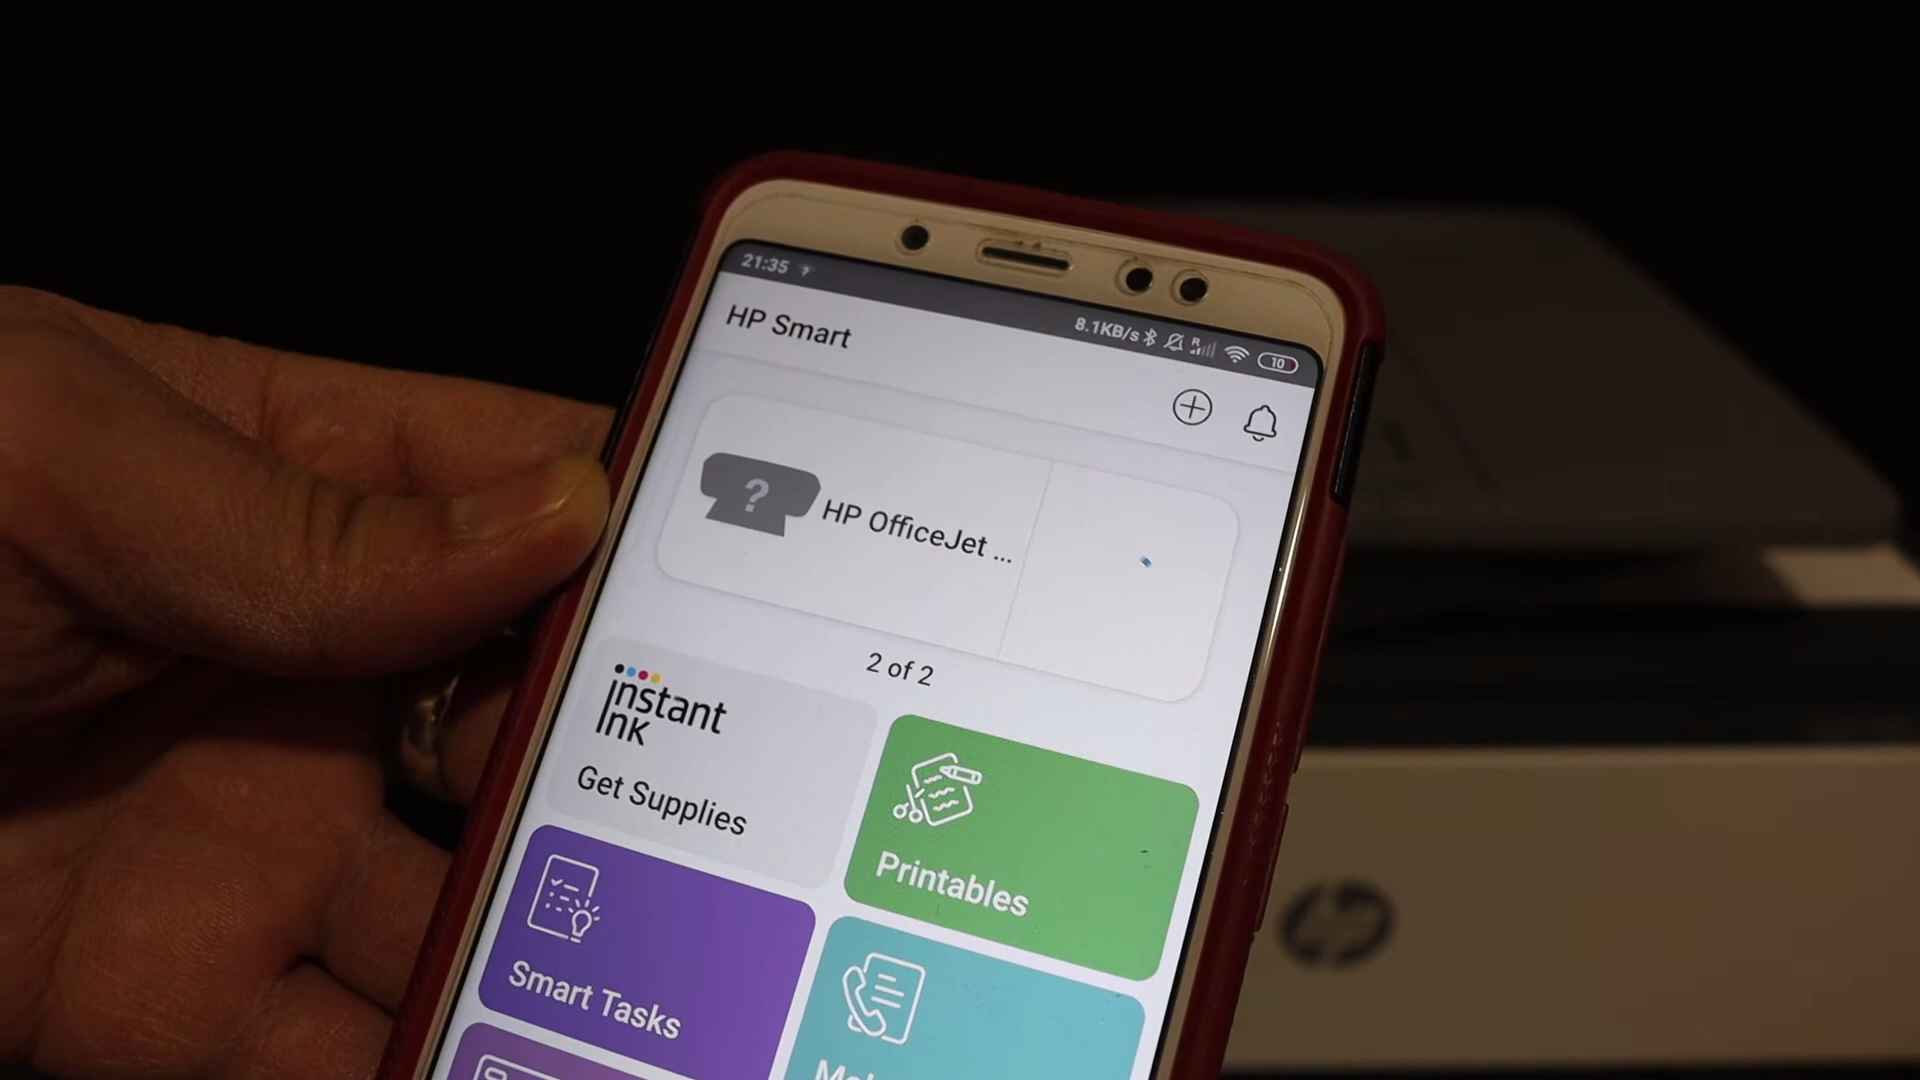 21:35 ?
8.1KB/s R 10
HP Smart
?
HP OfficeJet ...
2 of 2
instant
ink
Get Supplies
Printables
Smart Tasks
hp